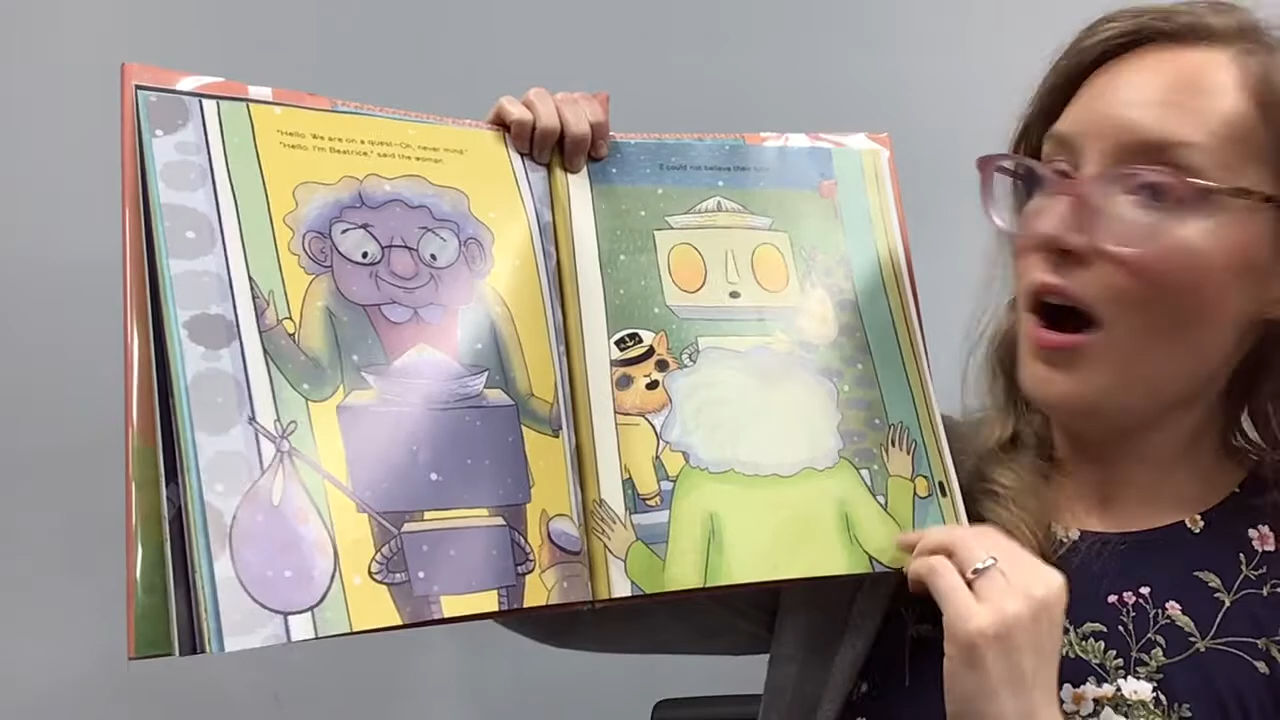 "Hello. We are on a quest—Oh, never mind."
"Hello. I'm Beatrice," said the woman.
I could not believe their